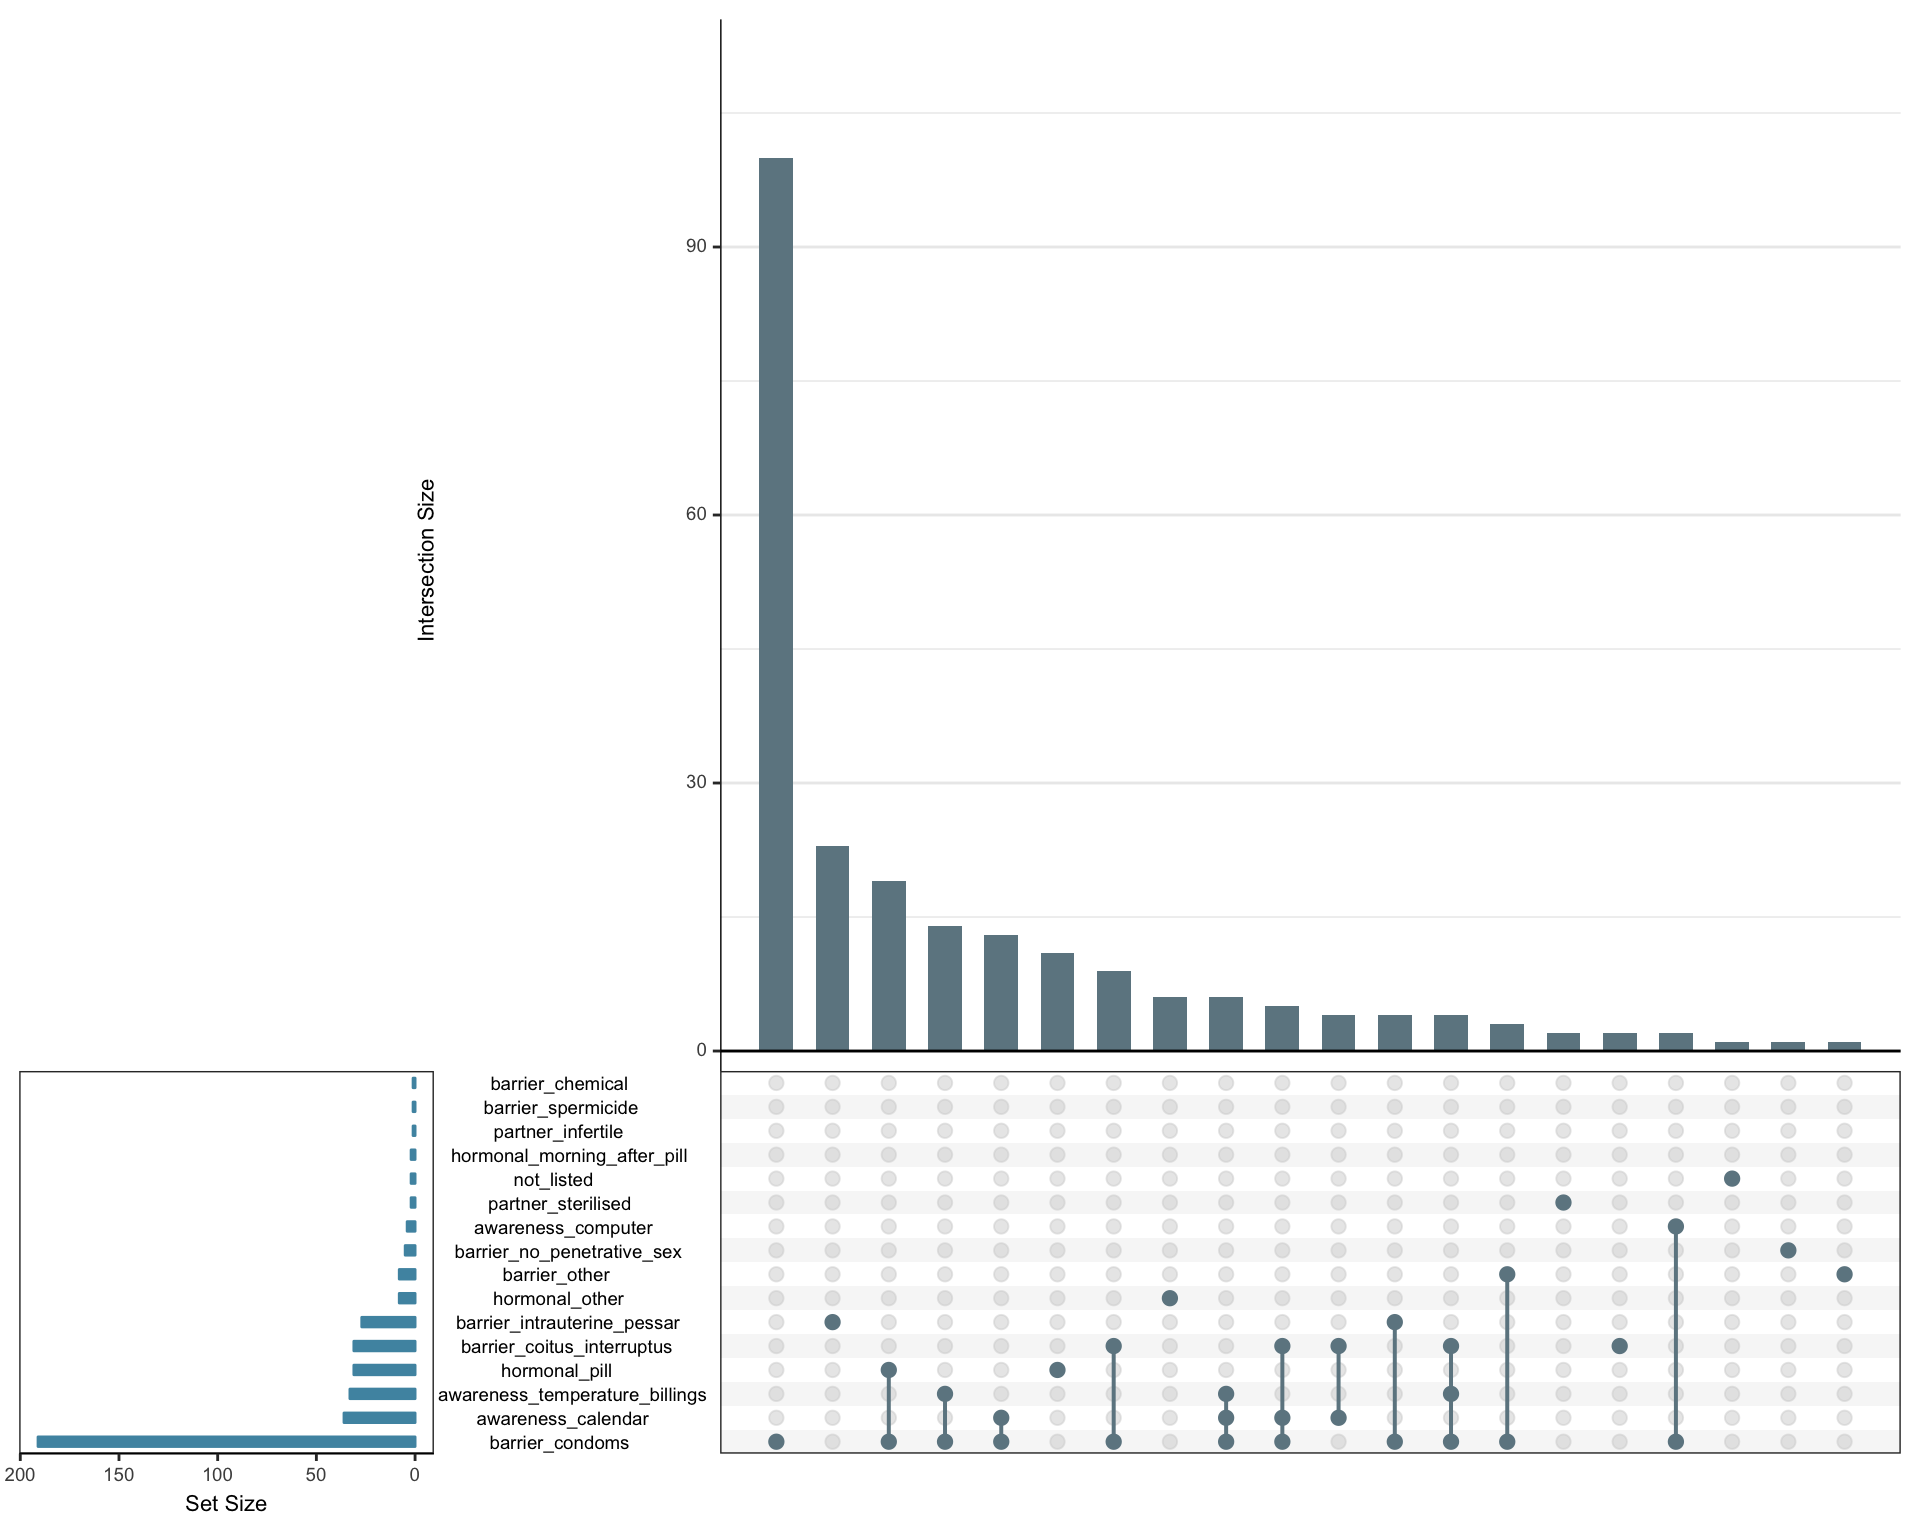 Intersection Size
90
60
30
0
barrier_chemical
barrier_spermicide
partner_infertile
hormonal_morning_after_pill
not_listed
partner_sterilised
awareness_computer
barrier_no_penetrative_sex
barrier_other
hormonal_other
barrier_intrauterine_pessar
barrier_coitus_interruptus
hormonal_pill
awareness_temperature_billings
awareness_calendar
barrier_condoms
200 150 100 50 0
Set Size